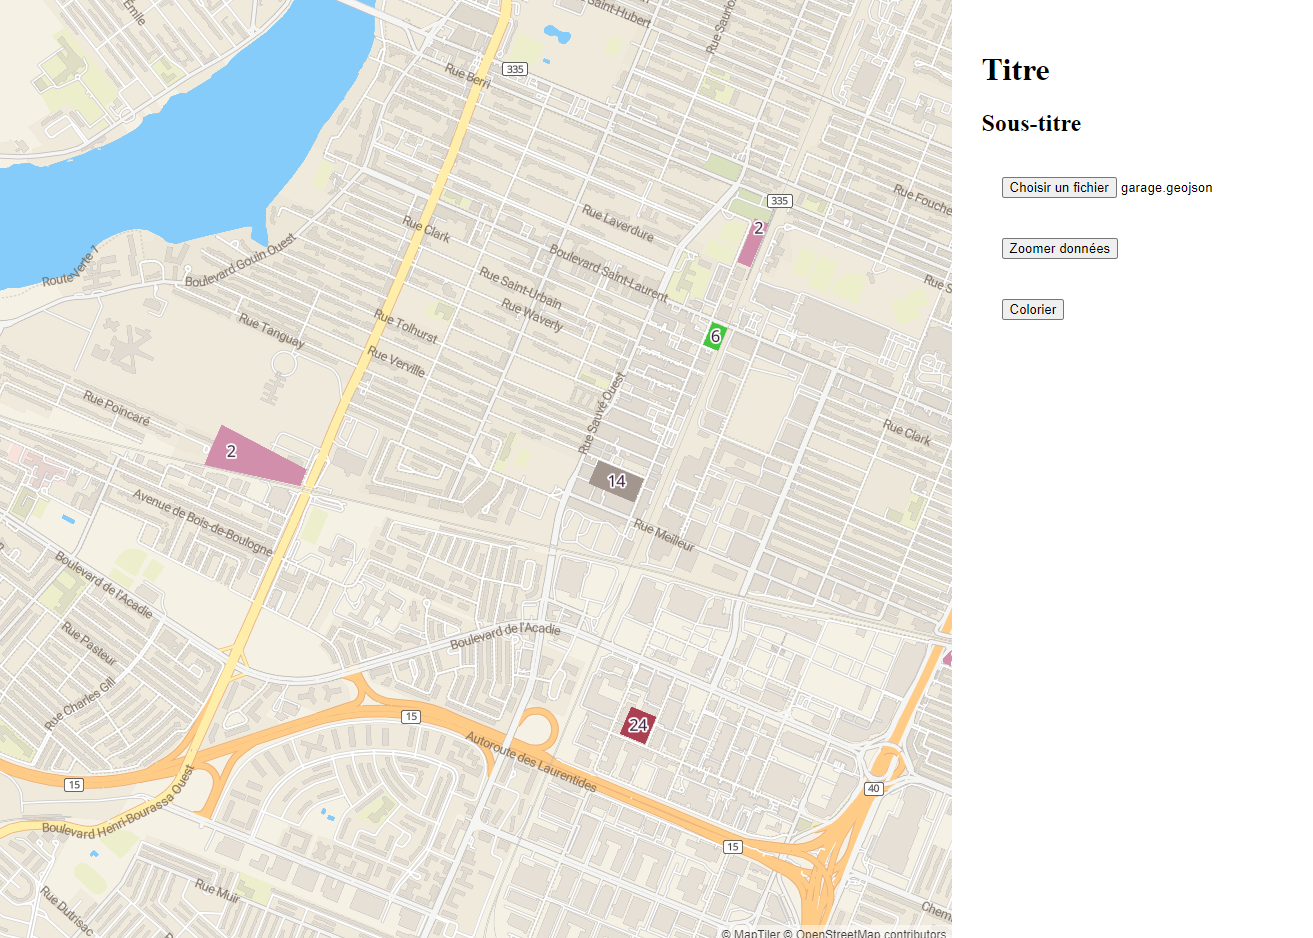 Émile
Saint-Hubert
335
Rue Berri
335
Rue Fouche
Rue Laverdure
Rue Clark
2
Boulevard Gouin Ouest
Route Verte 1
Boulevard Saint-Laurent
Rue Saint-Urbain
Rue S
Rue Waverly
Rue Tanguay
Rue Tolhurst
6
Rue Verville
Rue Sauvé Ouest
Rue Poincaré
Rue Clark
2
14
Avenue de Bois-de-Boulogne
Rue Meilleur
Boulevard de l'Acadie
Boulevard de l'Acadie
Rue Pasteur
Rue Charles Gill
15
24
Autoroute des Laurentides
15
40
Boulevard Henri-Bourassa Ouest
15
Rue Muir
Rue Dutrisac
Chem
© MapTiler © OpenStreetMap contributors
Titre
Sous-titre
Choisir un fichier garage.geojson
Zoomer données
Colorier